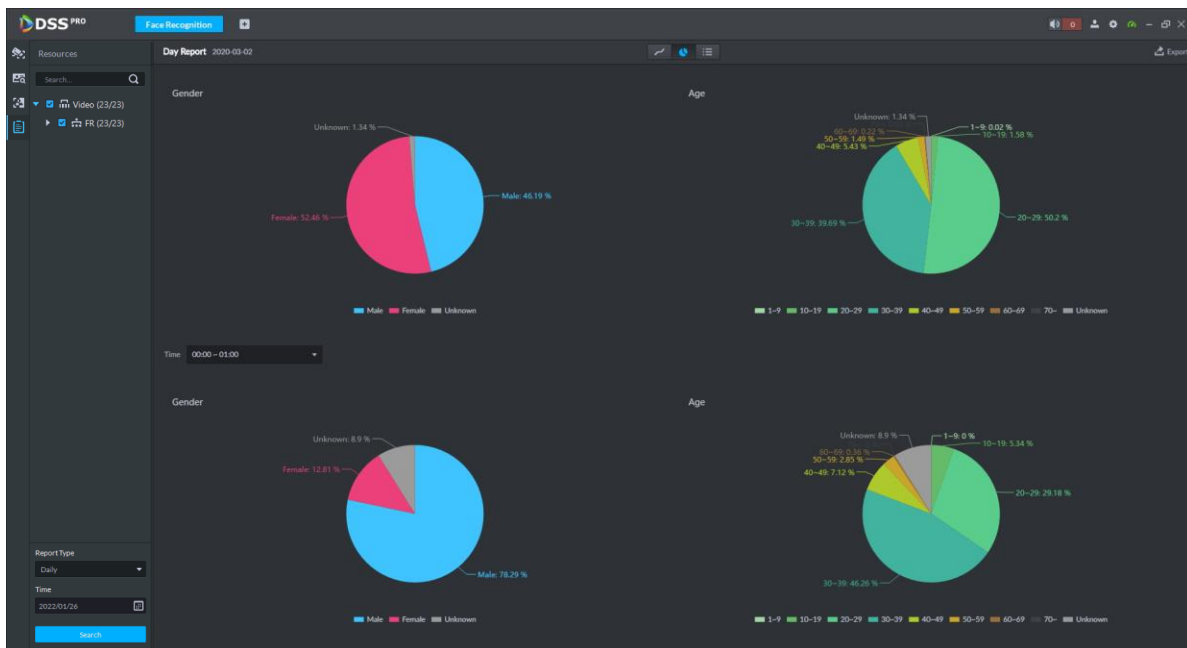 DSS PRO
Face Recognition
0
Resources
Day Report 2020-03-02
Export
Search...
Video (23/23)
FR (23/23)
Gender
Unknown: 1.34 %
Male: 46.19 %
Female: 52.46 %
Male Female Unknown
Age
Unknown: 1.34 %
60~69: 0.22 %
50~59: 1.49 %
40~49: 5.43 %
1~9: 0.02 %
10~19: 1.58 %
20~29: 50.2 %
30~39: 39.69 %
1~9 10~19 20~29 30~39 40~49 50~59 60~69 70~ Unknown
Time 00:00 ~ 01:00
Gender
Unknown: 8.9 %
Female: 12.81 %
Male: 78.29 %
Male Female Unknown
Age
Unknown: 8.9 %
60~69: 0.36 %
50~59: 2.85 %
40~49: 7.12 %
1~9: 0 %
10~19: 5.34 %
20~29: 29.18 %
30~39: 46.26 %
1~9 10~19 20~29 30~39 40~49 50~59 60~69 70~ Unknown
Report Type
Daily
Time
2022/01/26
Search